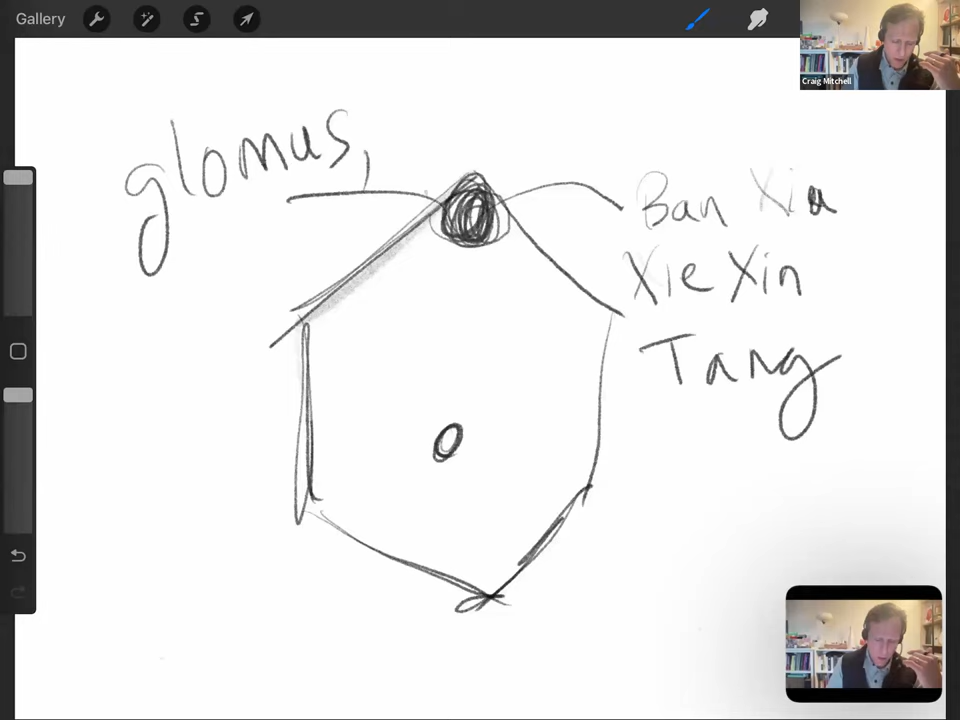 Gallery
Craig Mitchell
glomus,
Ban Xia
Xie Xin
Tang